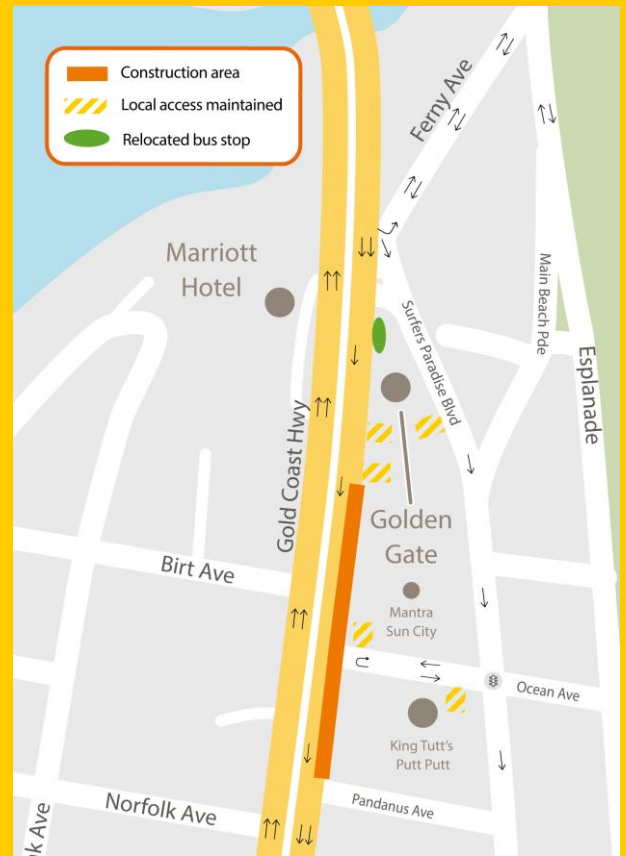 Construction area
Local access maintained
Relocated bus stop
Ferny Ave
Marriott
Hotel
Main Beach Pde
Surfers Paradise Blvd
Esplanade
Gold Coast Hwy
Golden
Gate
Birt Ave
Mantra
Sun City
Ocean Ave
King Tutt's
Putt Putt
Norfolk Ave
Pandanus Ave
ok Ave